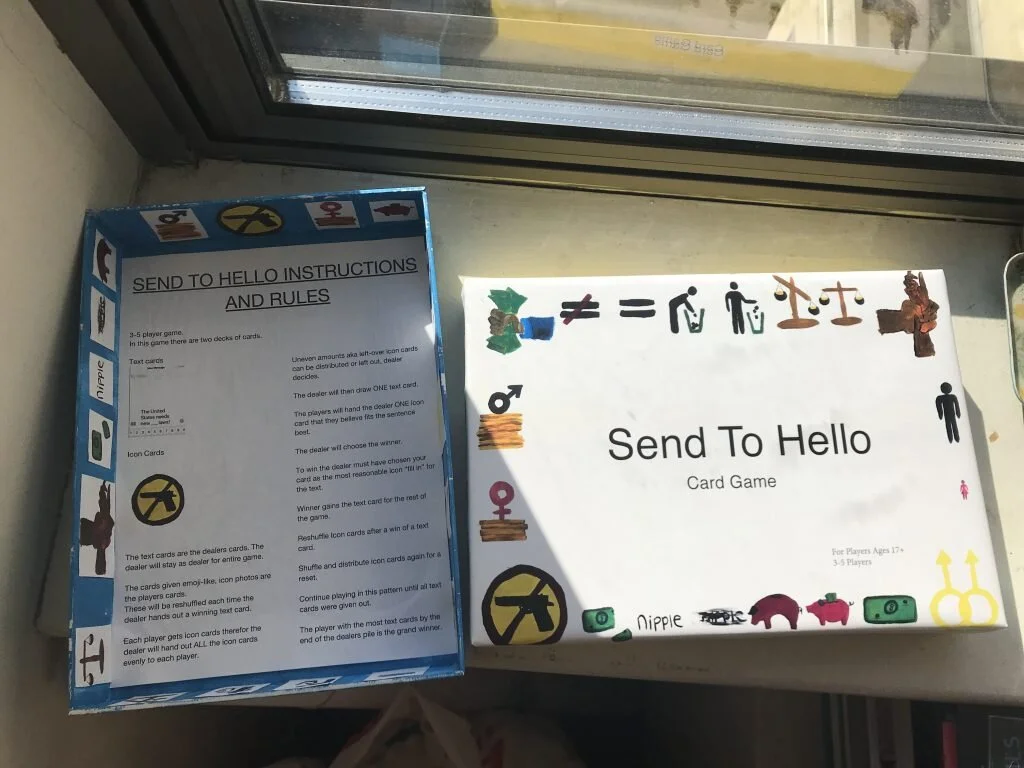 SEND TO HELLO INSTRUCTIONS
AND RULES
3-5 player game.
In this game there are two decks of cards.
Text cards
The United
States needs
new ___ laws!!
Icon Cards
The text cards are the dealers cards. The
dealer will stay as dealer for entire game.
The cards given emoji-like, icon photos are
the players cards.
These will be reshuffled each time the
dealer hands out a winning text card.
Each player gets icon cards therefor the
dealer will hand out ALL the icon cards
evenly to each player.
Uneven amounts aka left-over icon cards
can be distributed or left out, dealer
decides.
The dealer will then draw ONE text card.
The players will hand the dealer ONE icon
card that they believe fits the sentence
best.
The dealer will choose the winner.
To win the dealer must have chosen your
card as the most reasonable icon "fill in" for
the text.
Winner gains the text card for the rest of
the game.
Reshuffle Icon cards after a win of a text
card.
Shuffle and distribute icon cards again for a
reset.
Continue playing in this pattern until all text
cards were given out.
The player with the most text cards by the
end of the dealers pile is the grand winner.
Nipple
Send To Hello
Card Game
For Players Ages 17+
3-5 Players
Nipple